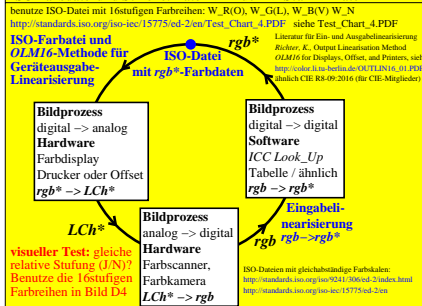 benutze ISO-Datei mit 16stufigen Farbreihen: W_R(O), W_G(L), W_B(V) W_N
http://standards.iso.org/iso-iec/15775/ed-2/en/Test_Chart_4.PDF siehe Test_Chart_4.PDF
ISO-Farbatei und
OLM16-Methode für
Geräteausgabe-
Linearisierung
rgb*
ISO-Datei
mit rgb*-Farbdaten
Literatur für Ein- und Ausgabelinearisierung
Richter, K., Output Linearisation Method
OLM16 for Displays, Offset, and Printers, sieh
http://color.li.tu-berlin.de/OUTLIN16_01.PDF
ähnlich CIE R8-09:2016 (für CIE-Mitglieder)
Bildprozess
digital −> analog
Hardware
Farbdisplay
Drucker oder Offset
rgb* −> LCh*
Bildprozess
digital −> digital
Software
ICC Look_Up
Tabelle / ähnlich
rgb −> rgb*
LCh*
Bildprozess
analog −> digital
Hardware
Farbscanner,
Farbkamera
LCh* −> rgb
rgb
Eingabeli-
nearisierung
rgb−>rgb*
visueller Test: gleiche
relative Stufung (J/N)?
Benutze die 16stufigen
Farbreihen in Bild D4
ISO-Dateien mit gleichabständige Farbskalen:
http://standards.iso.org/iso/9241/306/ed-2/index.html
http://standards.iso.org/iso-iec/15775/ed-2/en